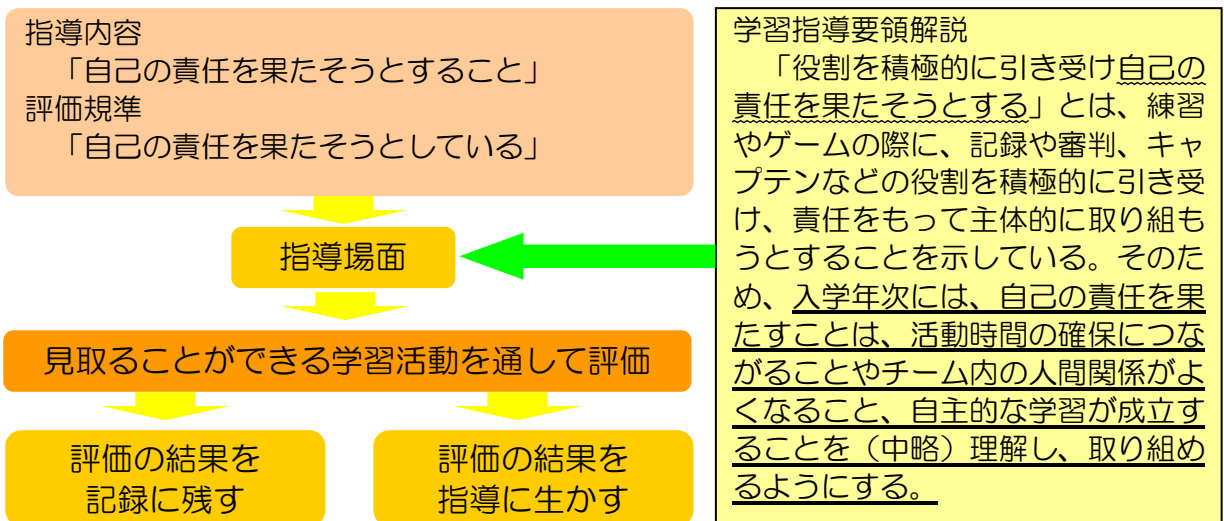 指導内容
「自己の責任を果たそうとすること」
評価規準
「自己の責任を果たそうとしている」
指導場面
見取ることができる学習活動を通して評価
評価の結果を
記録に残す
評価の結果を
指導に生かす
学習指導要領解説
「役割を積極的に引き受け自己の
責任を果たそうとする」とは、練習
やゲームの際に、記録や審判、キャ
プテンなどの役割を積極的に引き受
け、責任をもって主体的に取り組も
うとすることを示している。そのた
め、入学年次には、自己の責任を果
たすことは、活動時間の確保につな
がることやチーム内の人間関係がよ
くなること、自主的な学習が成立す
ることを（中略）理解し、取り組め
るようにする。